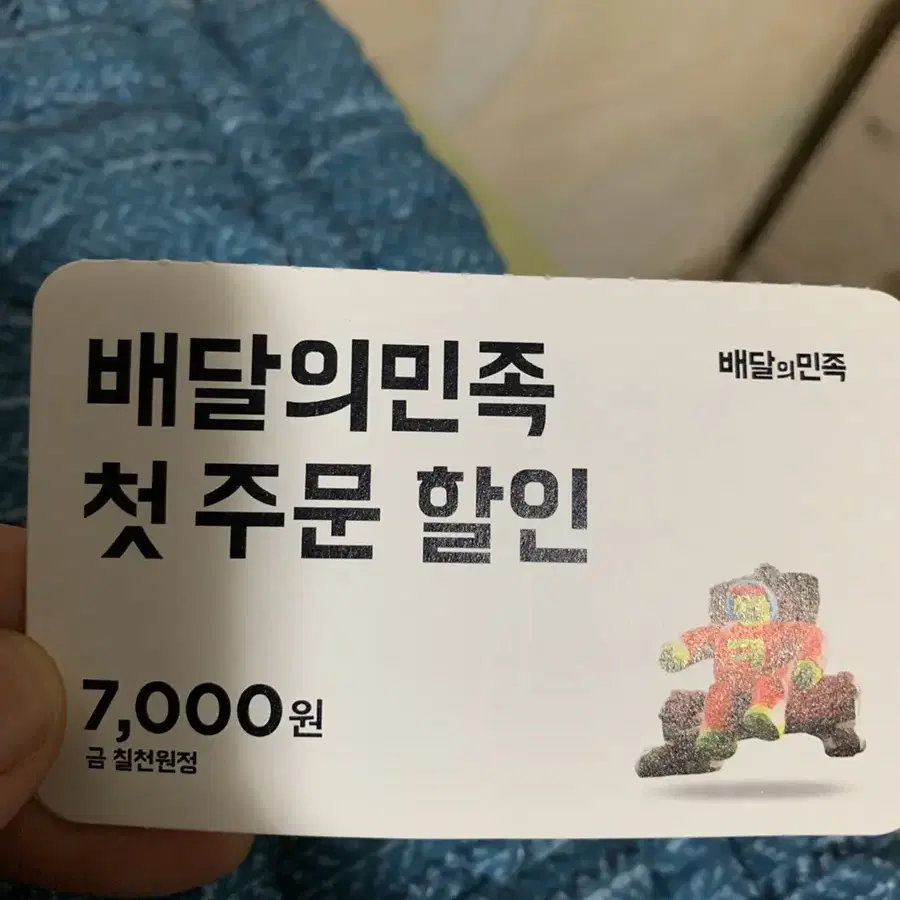 배달의민족
배달의민족
첫 주문 할인
7,000원
금 칠천원정